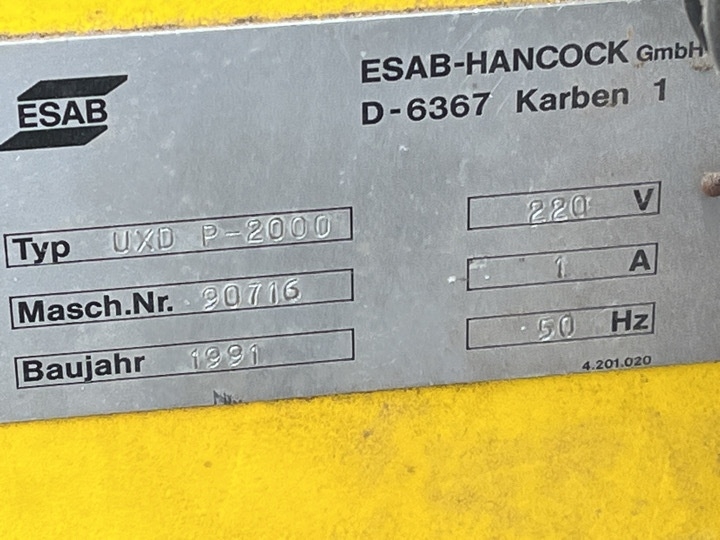 ESAB
ESAB-HANCOCK GmbH
D-6367 Karben 1
Typ UXD P-2000
Masch.Nr. 90716
Baujahr 1991
220 V
1 A
50 Hz
4.201.020